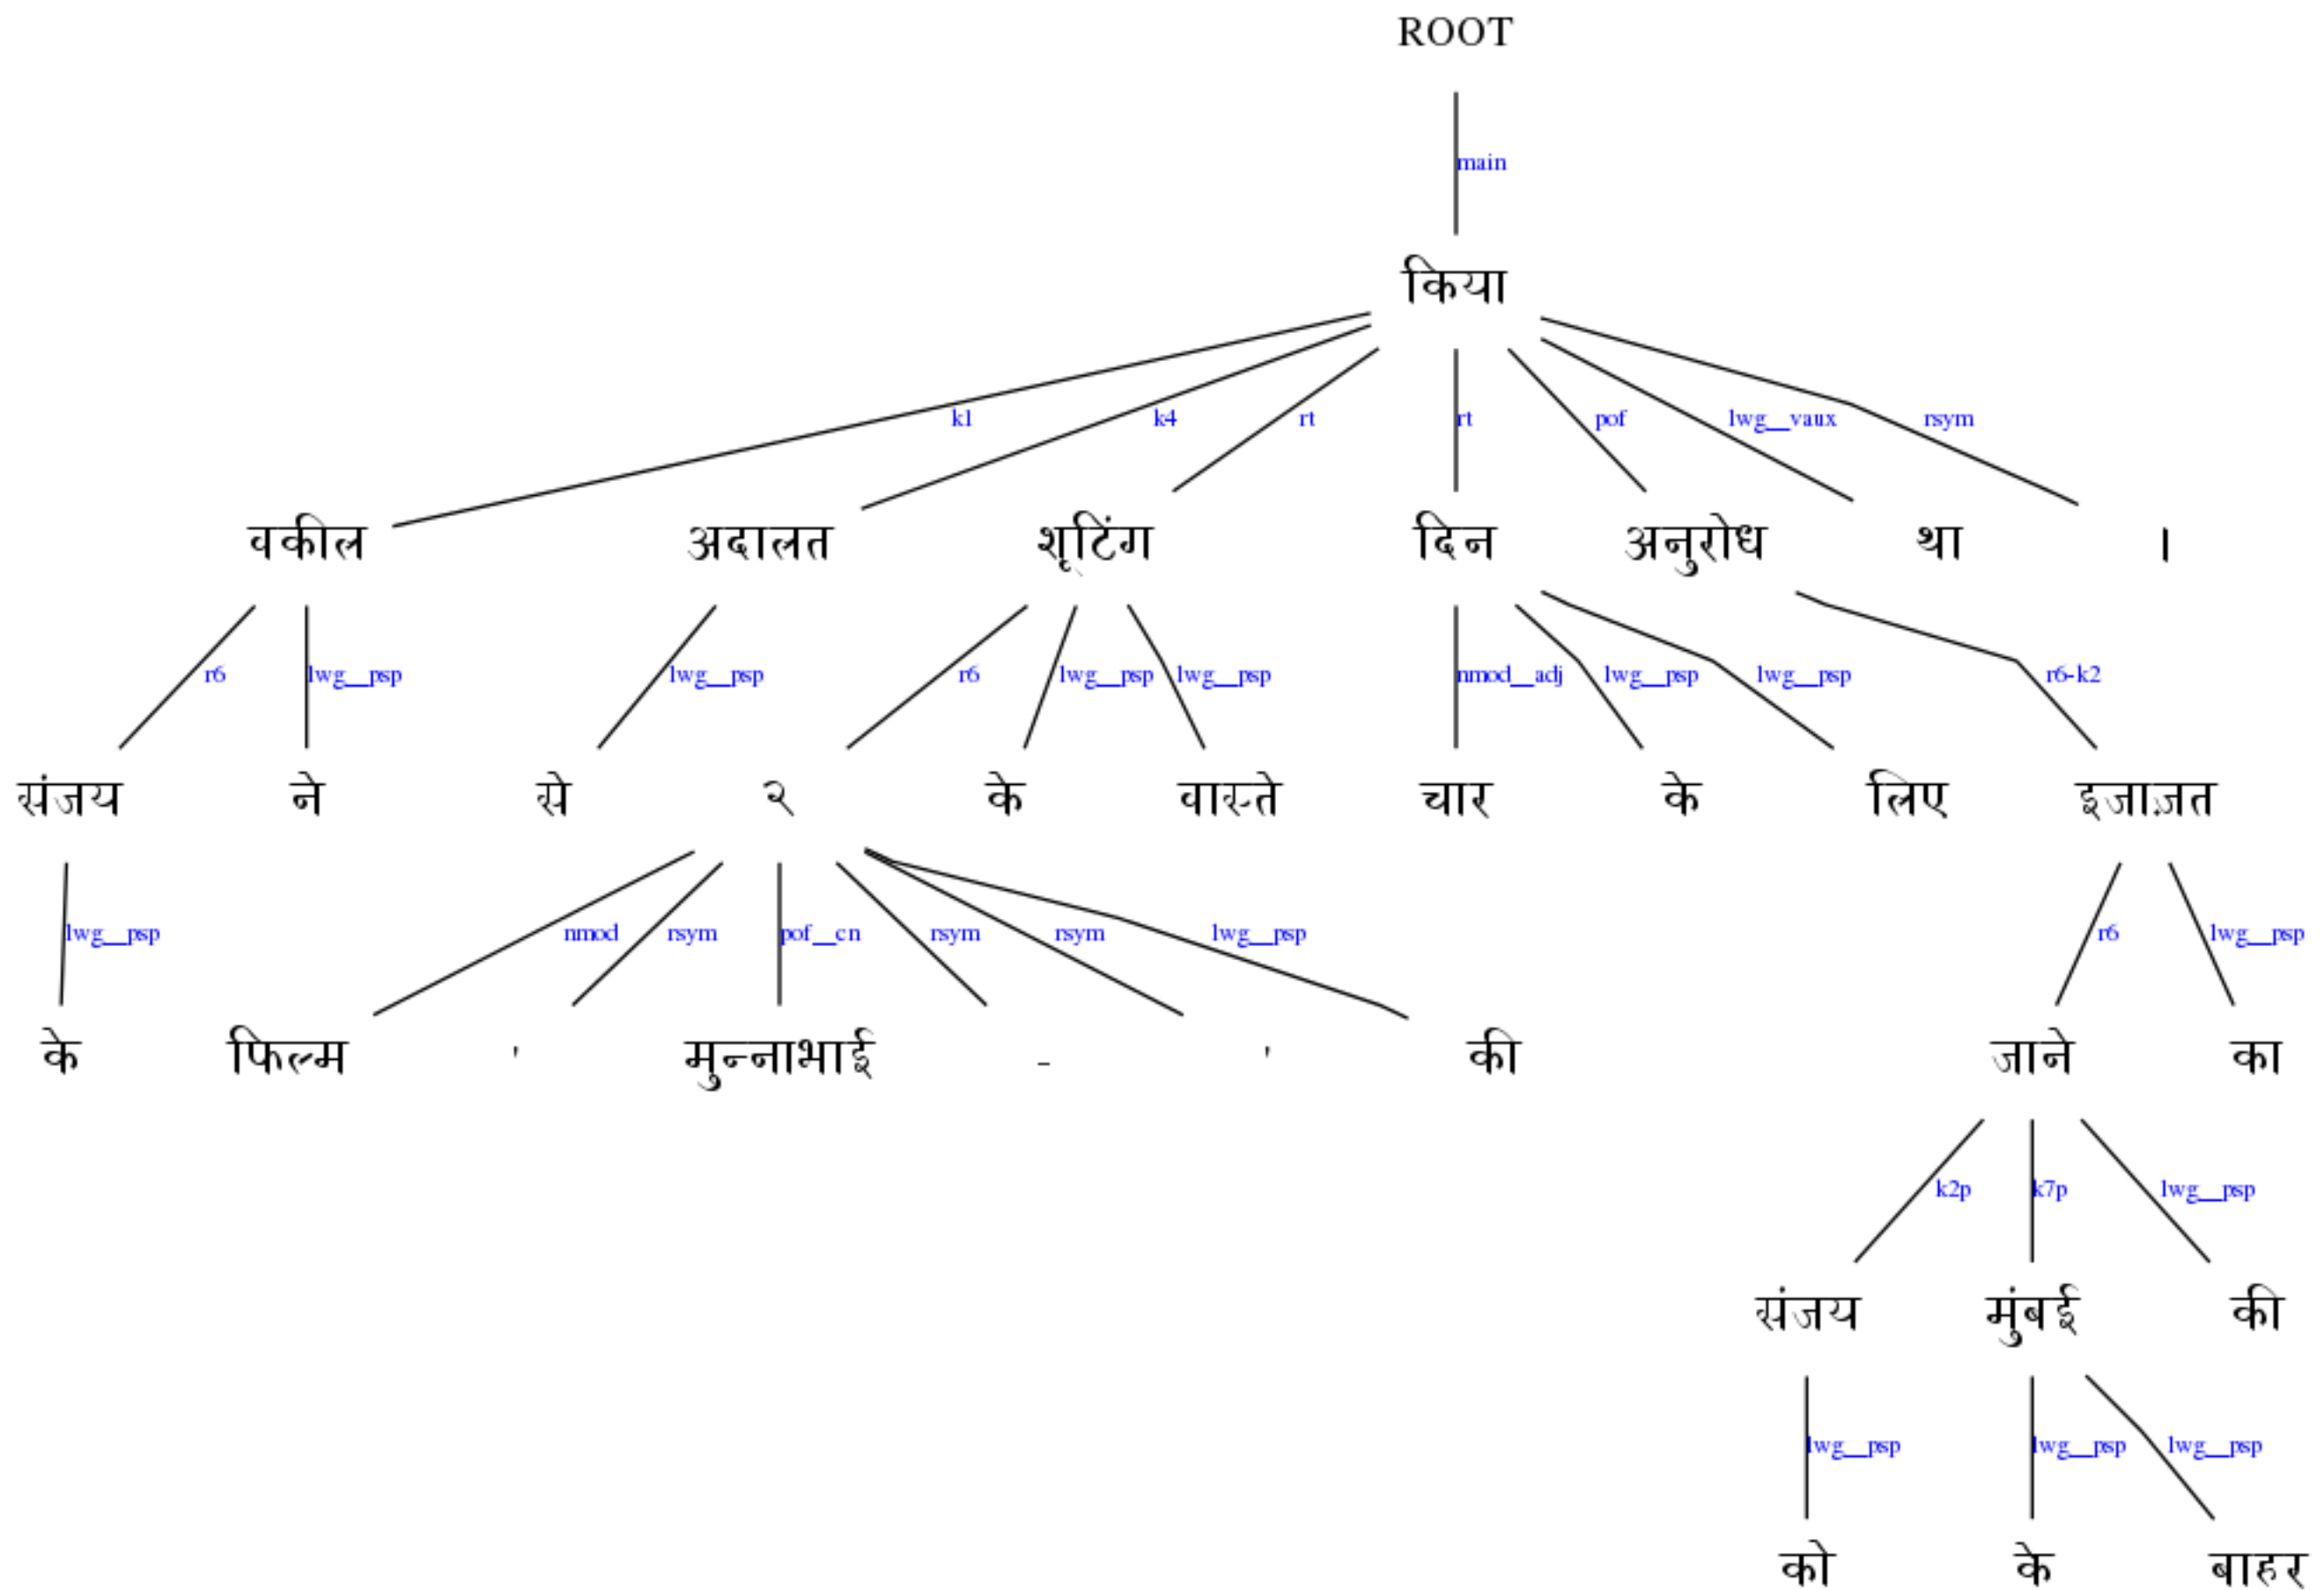 ROOT
main
किया
k1 k4 rt rt pof lwg__vaux rsym
वकील अदालत शूटिंग दिन अनुरोध था ।
r6 lwg__psp lwg__psp r6 lwg__psp lwg__psp nmod__adj lwg__psp lwg__psp r6-k2
संजय ने से २ के वास्ते चार के लिए इजाज़त
lwg__psp nmod rsym pof__cn rsym rsym lwg__psp r6 lwg__psp
के फिल्म ' मुन्नाभाई - ' की जाने का
k2p k7p lwg__psp
संजय मुंबई की
lwg__psp lwg__psp lwg__psp
को के बाहर